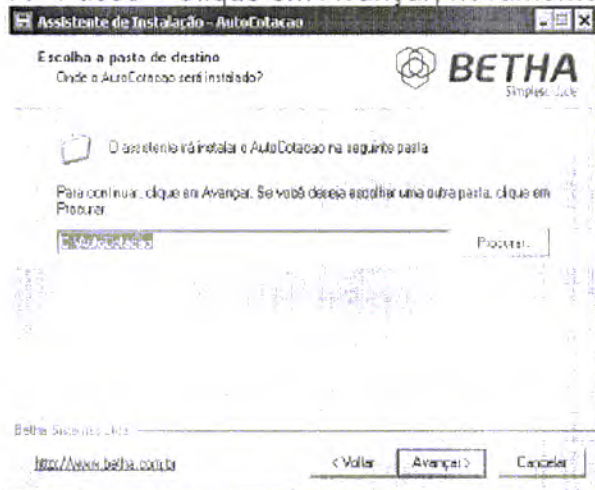 Assistente de Instalação - AutoCotacao
Escolha a pasta de destino
Onde o AutoCotacao será instalado?
BETHA
O assistente irá instalar o AutoCotacao na seguinte pasta
Para continuar, clique em Avançar. Se você deseja escolher uma outra pasta, clique em
Procurar.
C:\AutoCotacao
Procurar...
Betha Sistemas Ltda
http://www.betha.com.br
< Voltar
Avançar >
Cancelar